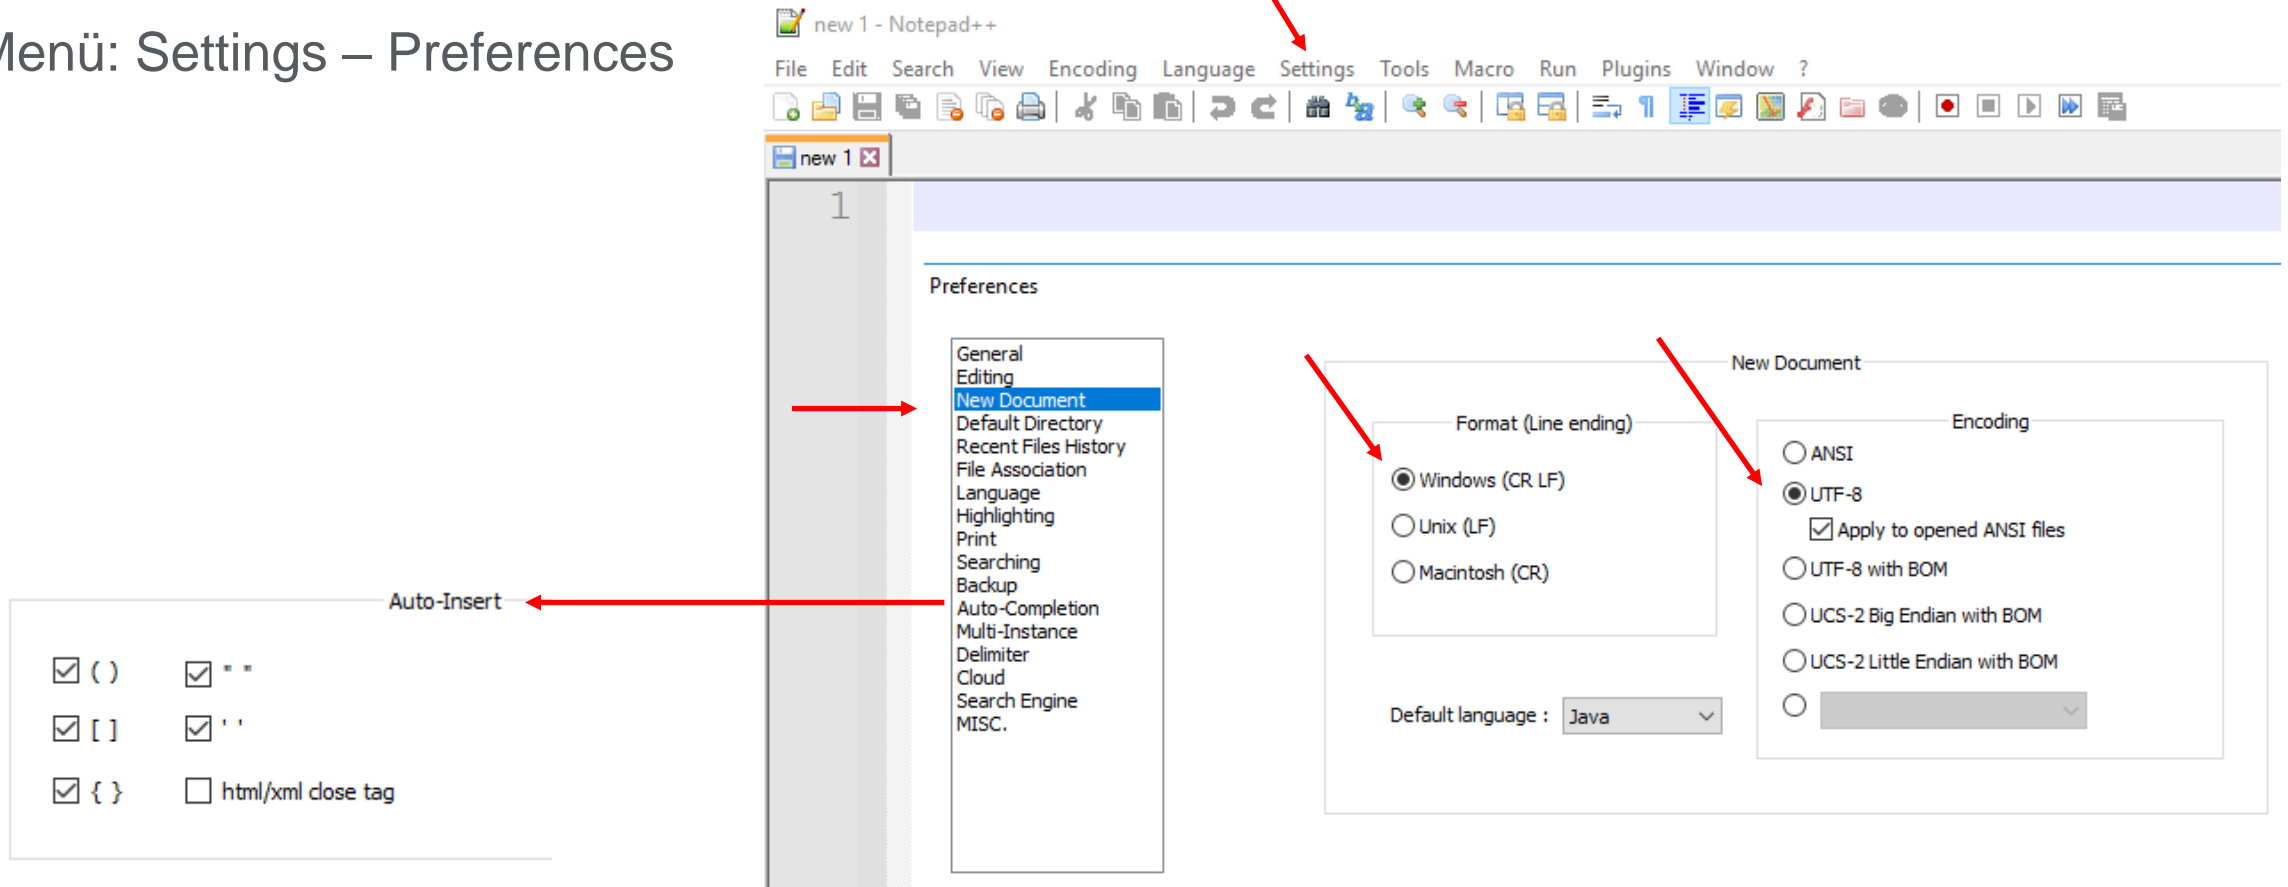 Menü: Settings – Preferences
new 1 - Notepad++
File Edit Search View Encoding Language Settings Tools Macro Run Plugins Window ?
new 1
1
Preferences
General
Editing
New Document
Default Directory
Recent Files History
File Association
Language
Highlighting
Print
Searching
Backup
Auto-Completion
Multi-Instance
Delimiter
Cloud
Search Engine
MISC.
New Document
Format (Line ending)
Windows (CR LF)
Unix (LF)
Macintosh (CR)
Default language : Java
Encoding
ANSI
UTF-8
Apply to opened ANSI files
UTF-8 with BOM
UCS-2 Big Endian with BOM
UCS-2 Little Endian with BOM
Auto-Insert
( ) " "
[ ] ' '
{ } html/xml close tag